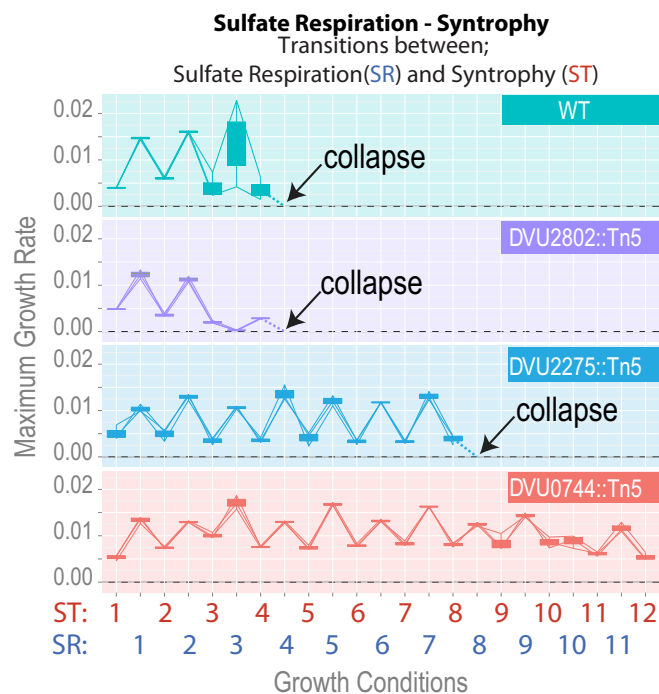 Sulfate Respiration - Syntrophy
Transitions between;
Sulfate Respiration(SR) and Syntrophy (ST)
Maximum Growth Rate
0.02
0.01
0.00
WT
collapse
0.02
0.01
0.00
DVU2802::Tn5
collapse
0.02
0.01
0.00
DVU2275::Tn5
collapse
0.02
0.01
0.00
DVU0744::Tn5
ST: 1 2 3 4 5 6 7 8 9 10 11 12
SR: 1 2 3 4 5 6 7 8 9 10 11
Growth Conditions